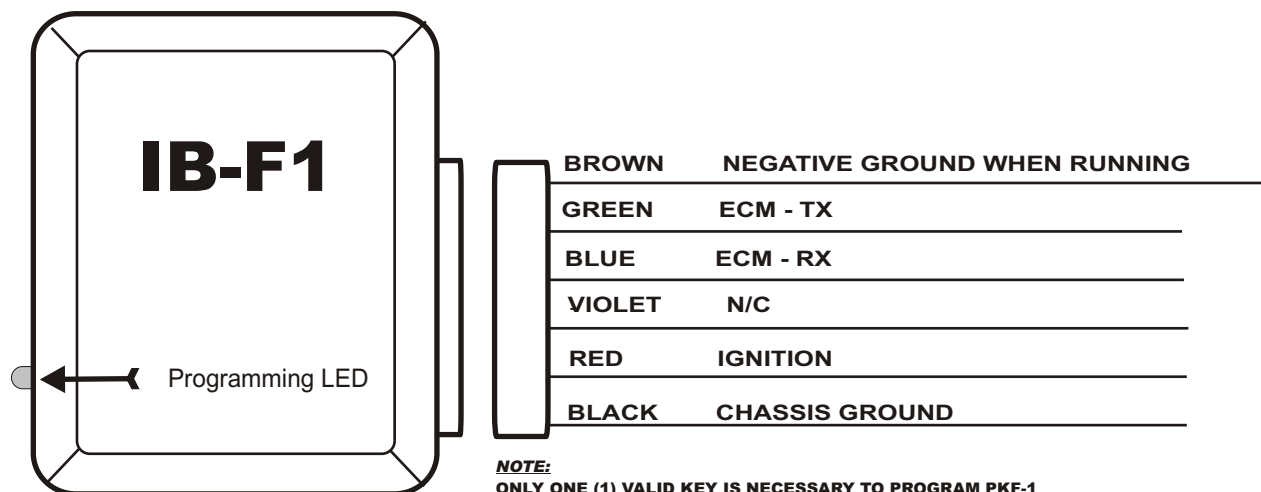 IB-F1
Programming LED
BROWN NEGATIVE GROUND WHEN RUNNING
GREEN ECM - TX
BLUE ECM - RX
VIOLET N/C
RED IGNITION
BLACK CHASSIS GROUND
NOTE:
ONLY ONE (1) VALID KEY IS NECESSARY TO PROGRAM PKF-1